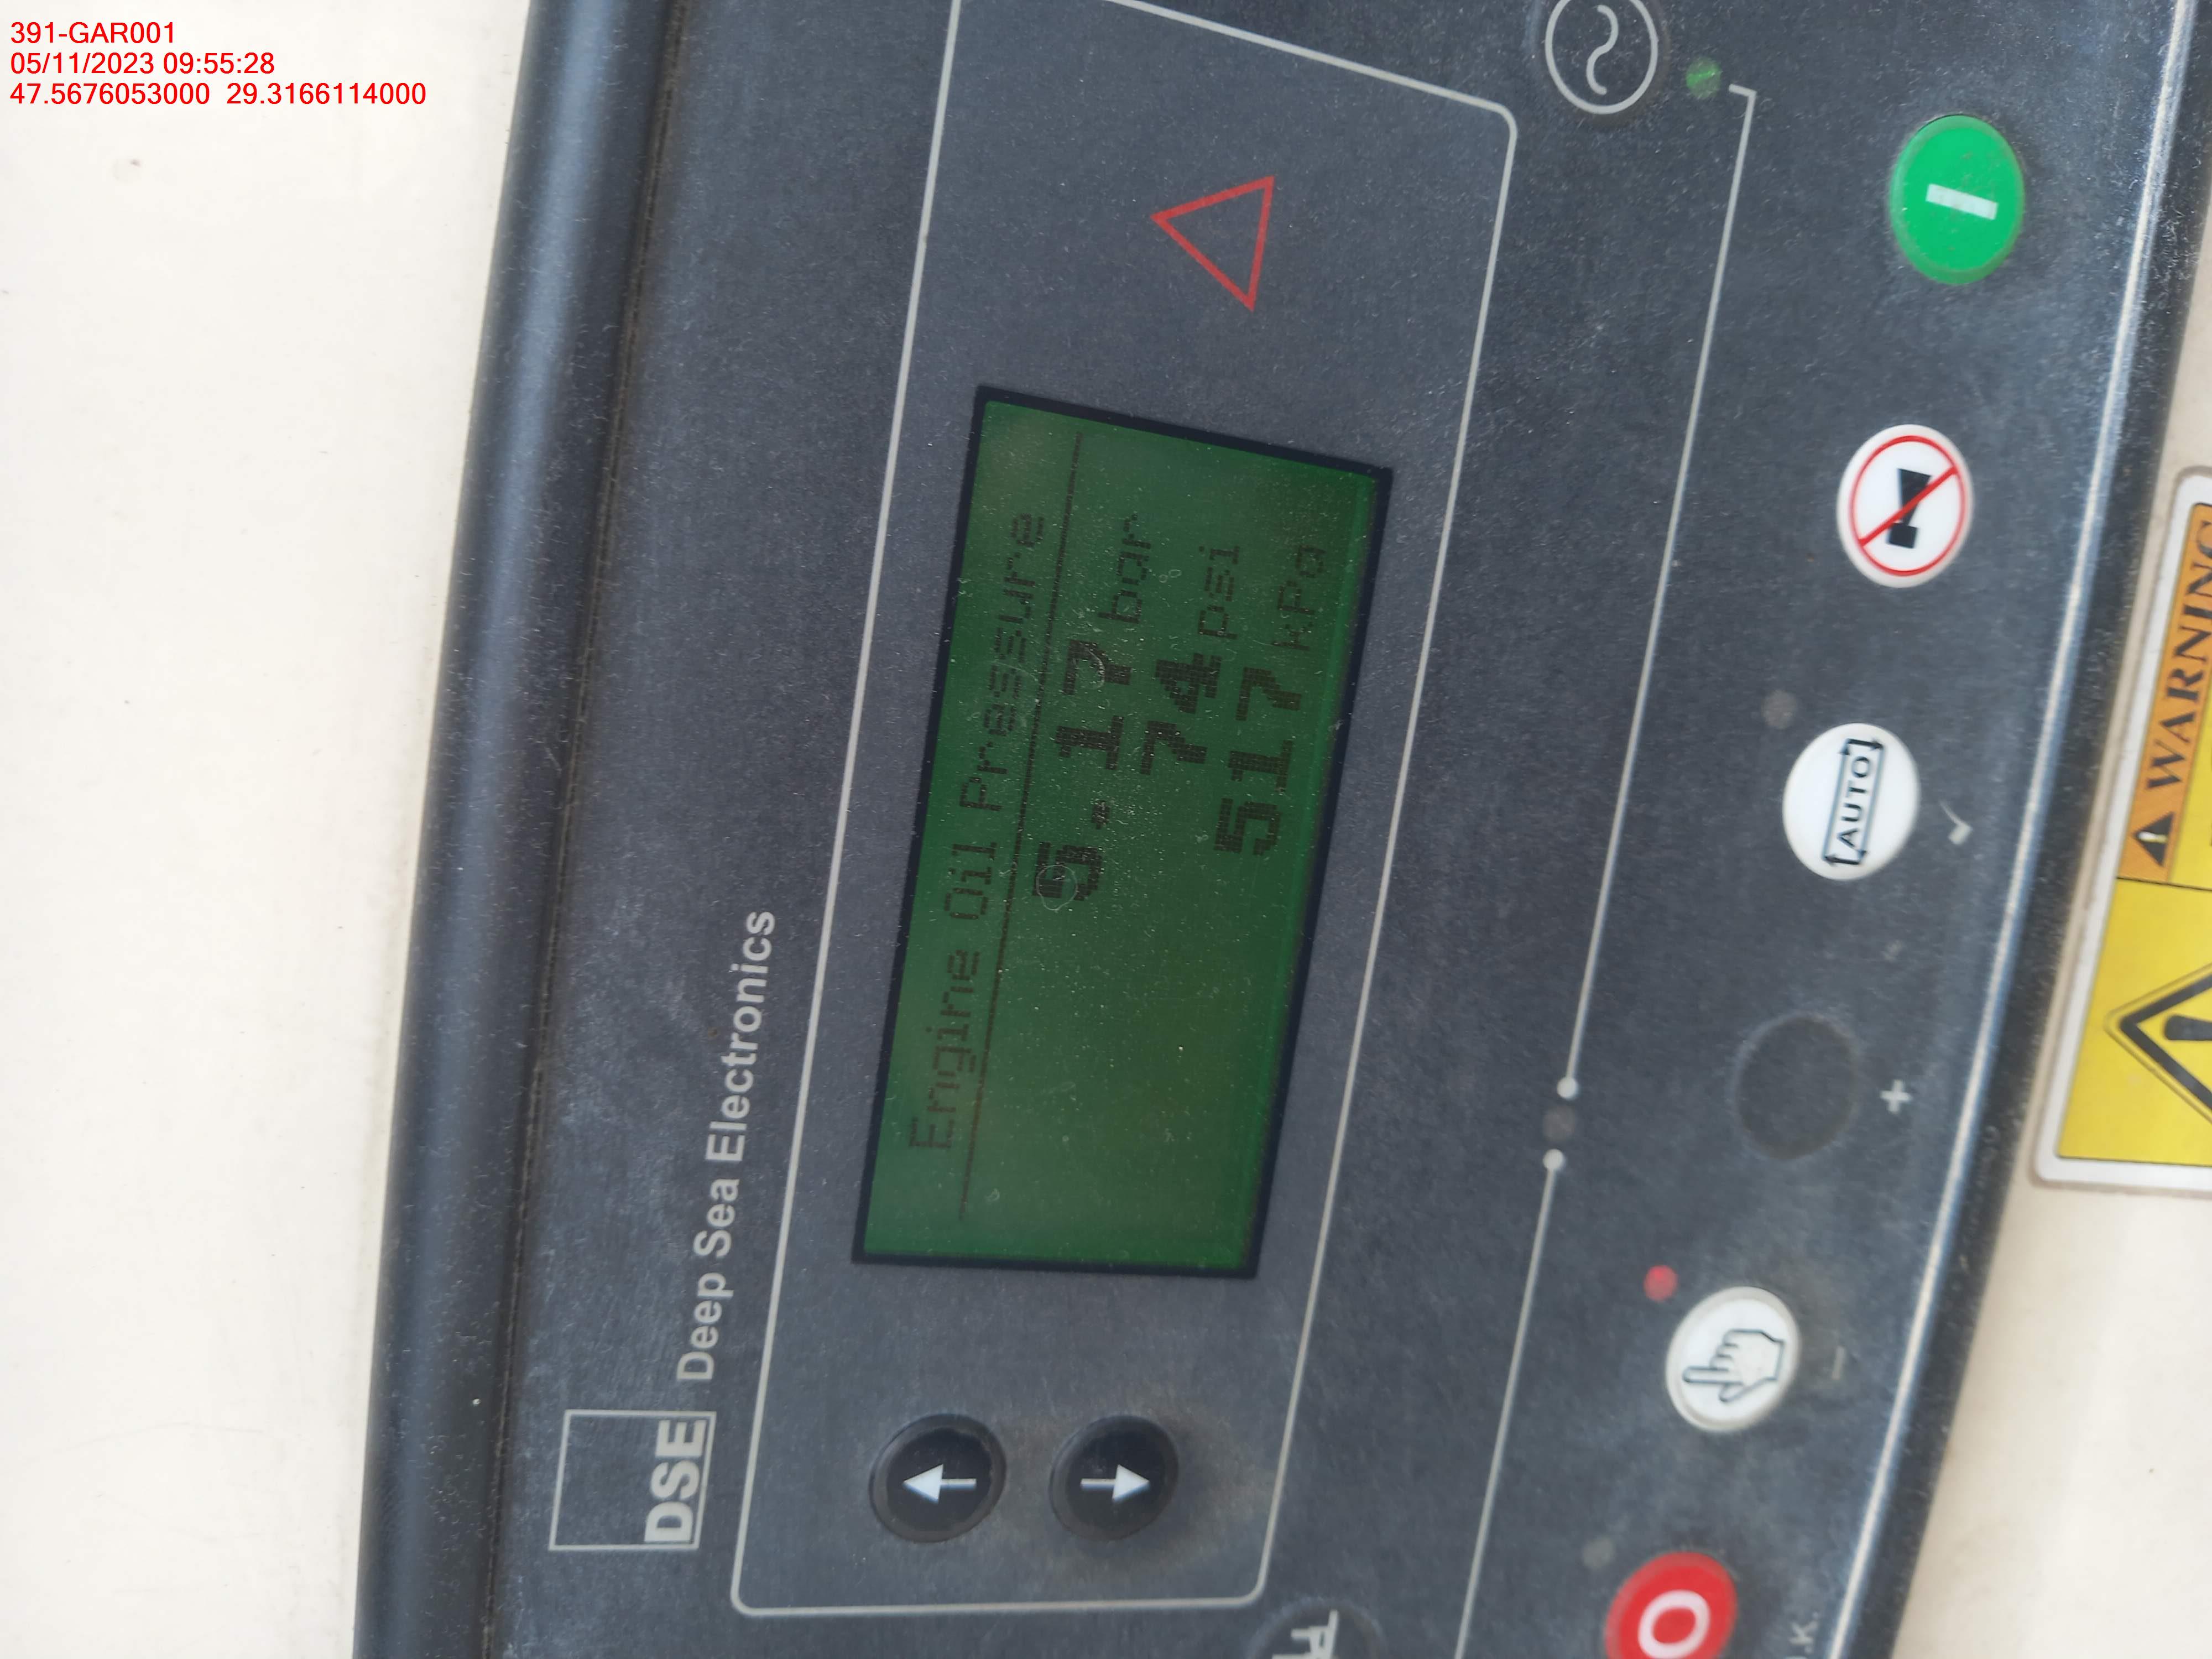 391-GAR001
05/11/2023 09:55:28
47.5676053000 29.3166114000
DSE Deep Sea Electronics
Engine Oil Pressure
5.17 bar
74 psi
517 kPa
AUTO
WARNING